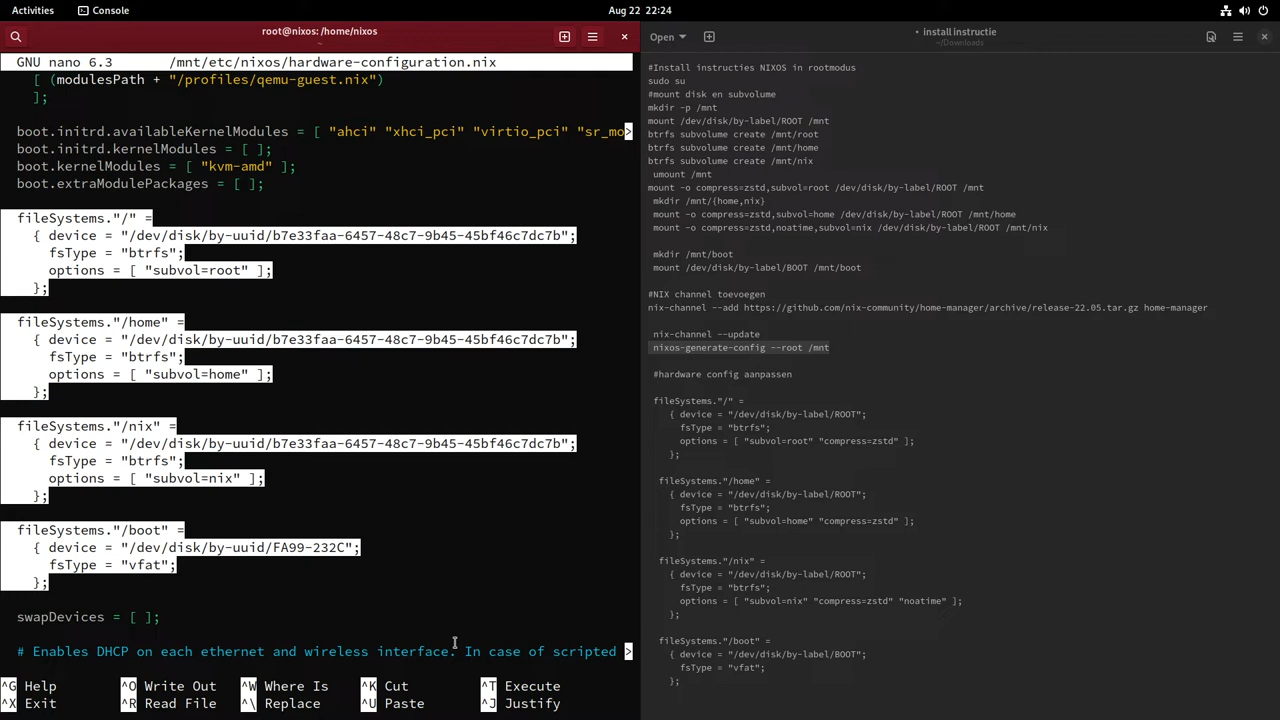 Activities
Console
Aug 22 22:24
root@nixos: /home/nixos
~
GNU nano 6.3 /mnt/etc/nixos/hardware-configuration.nix
[ (modulesPath + "/profiles/qemu-guest.nix")
];
boot.initrd.availableKernelModules = [ "ahci" "xhci_pci" "virtio_pci" "sr_mo>
boot.initrd.kernelModules = [ ];
boot.kernelModules = [ "kvm-amd" ];
boot.extraModulePackages = [ ];
fileSystems."/" =
{ device = "/dev/disk/by-uuid/b7e33faa-6457-48c7-9b45-45bf46c7dc7b";
fsType = "btrfs";
options = [ "subvol=root" ];
};
fileSystems."/home" =
{ device = "/dev/disk/by-uuid/b7e33faa-6457-48c7-9b45-45bf46c7dc7b";
fsType = "btrfs";
options = [ "subvol=home" ];
};
fileSystems."/nix" =
{ device = "/dev/disk/by-uuid/b7e33faa-6457-48c7-9b45-45bf46c7dc7b";
fsType = "btrfs";
options = [ "subvol=nix" ];
};
fileSystems."/boot" =
{ device = "/dev/disk/by-uuid/FA99-232C";
fsType = "vfat";
};
swapDevices = [ ];
# Enables DHCP on each ethernet and wireless interface. In case of scripted >
^G Help ^O Write Out ^W Where Is ^K Cut ^T Execute
^X Exit ^R Read File ^\ Replace ^U Paste ^J Justify
Open
• install instructie
~/Downloads
#Install instructies NIXOS in rootmodus
sudo su
#mount disk en subvolume
mkdir -p /mnt
mount /dev/disk/by-label/ROOT /mnt
btrfs subvolume create /mnt/root
btrfs subvolume create /mnt/home
btrfs subvolume create /mnt/nix
umount /mnt
mount -o compress=zstd,subvol=root /dev/disk/by-label/ROOT /mnt
mkdir /mnt/{home,nix}
mount -o compress=zstd,subvol=home /dev/disk/by-label/ROOT /mnt/home
mount -o compress=zstd,noatime,subvol=nix /dev/disk/by-label/ROOT /mnt/nix
mkdir /mnt/boot
mount /dev/disk/by-label/BOOT /mnt/boot
#NIX channel toevoegen
nix-channel --add https://github.com/nix-community/home-manager/archive/release-22.05.tar.gz home-manager
nix-channel --update
nixos-generate-config --root /mnt
#hardware config aanpassen
fileSystems."/" =
{ device = "/dev/disk/by-label/ROOT";
fsType = "btrfs";
options = [ "subvol=root" "compress=zstd" ];
};
fileSystems."/home" =
{ device = "/dev/disk/by-label/ROOT";
fsType = "btrfs";
options = [ "subvol=home" "compress=zstd" ];
};
fileSystems."/nix" =
{ device = "/dev/disk/by-label/ROOT";
fsType = "btrfs";
options = [ "subvol=nix" "compress=zstd" "noatime" ];
};
fileSystems."/boot" =
{ device = "/dev/disk/by-label/BOOT";
fsType = "vfat";
};